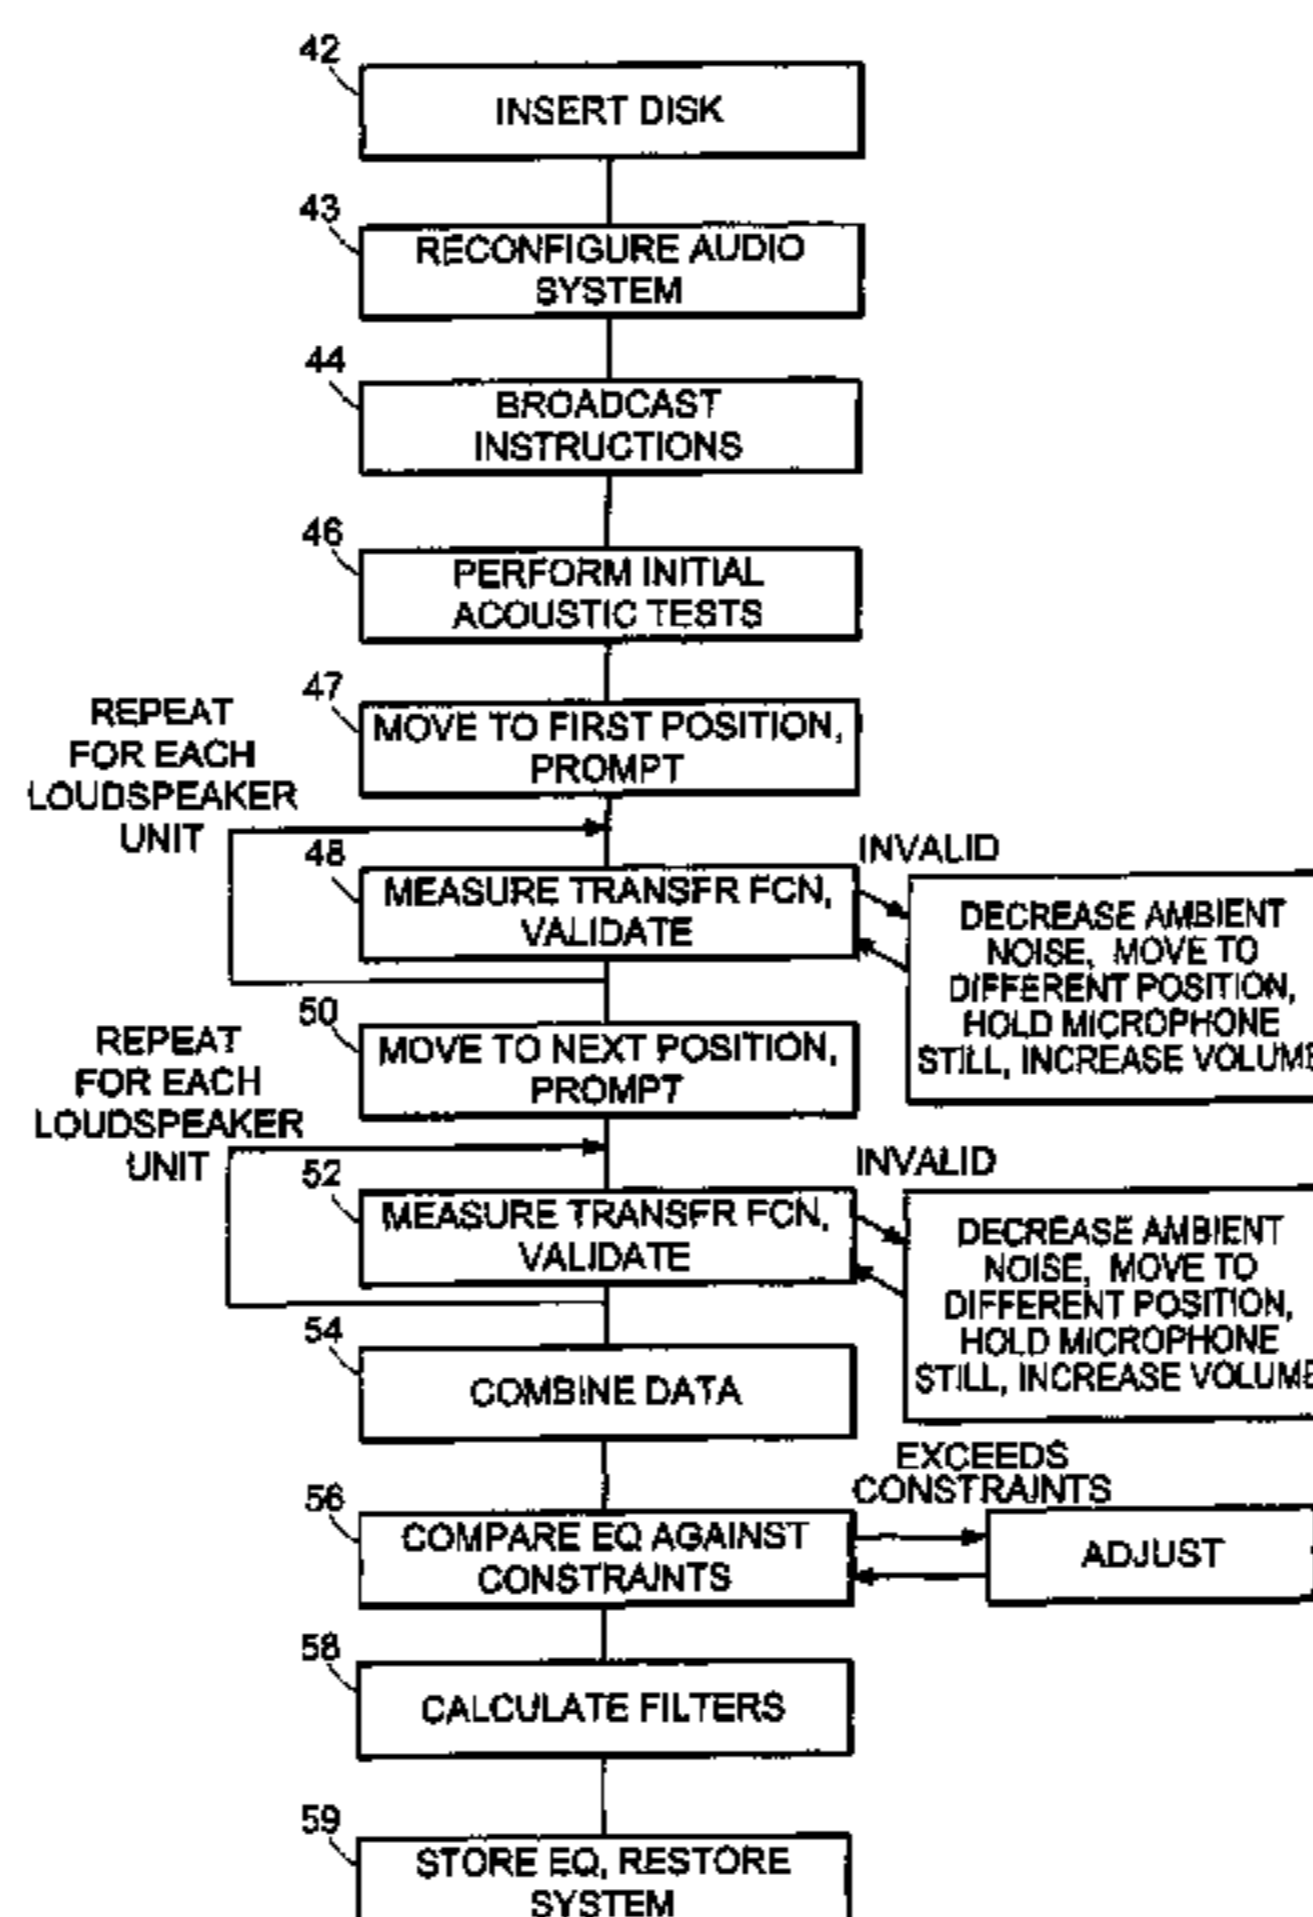 42
INSERT DISK
43
RECONFIGURE AUDIO
SYSTEM
44
BROADCAST
INSTRUCTIONS
46
PERFORM INITIAL
ACOUSTIC TESTS
47
MOVE TO FIRST POSITION,
PROMPT
REPEAT
FOR EACH
LOUDSPEAKER
UNIT
48
MEASURE TRANSFR FCN,
VALIDATE
INVALID
DECREASE AMBIENT
NOISE, MOVE TO
DIFFERENT POSITION,
HOLD MICROPHONE
STILL, INCREASE VOLUME
50
MOVE TO NEXT POSITION,
PROMPT
REPEAT
FOR EACH
LOUDSPEAKER
UNIT
52
MEASURE TRANSFR FCN,
VALIDATE
INVALID
DECREASE AMBIENT
NOISE, MOVE TO
DIFFERENT POSITION,
HOLD MICROPHONE
STILL, INCREASE VOLUME
54
COMBINE DATA
56
COMPARE EQ AGAINST
CONSTRAINTS
EXCEEDS
CONSTRAINTS
ADJUST
58
CALCULATE FILTERS
59
STORE EQ, RESTORE
SYSTEM